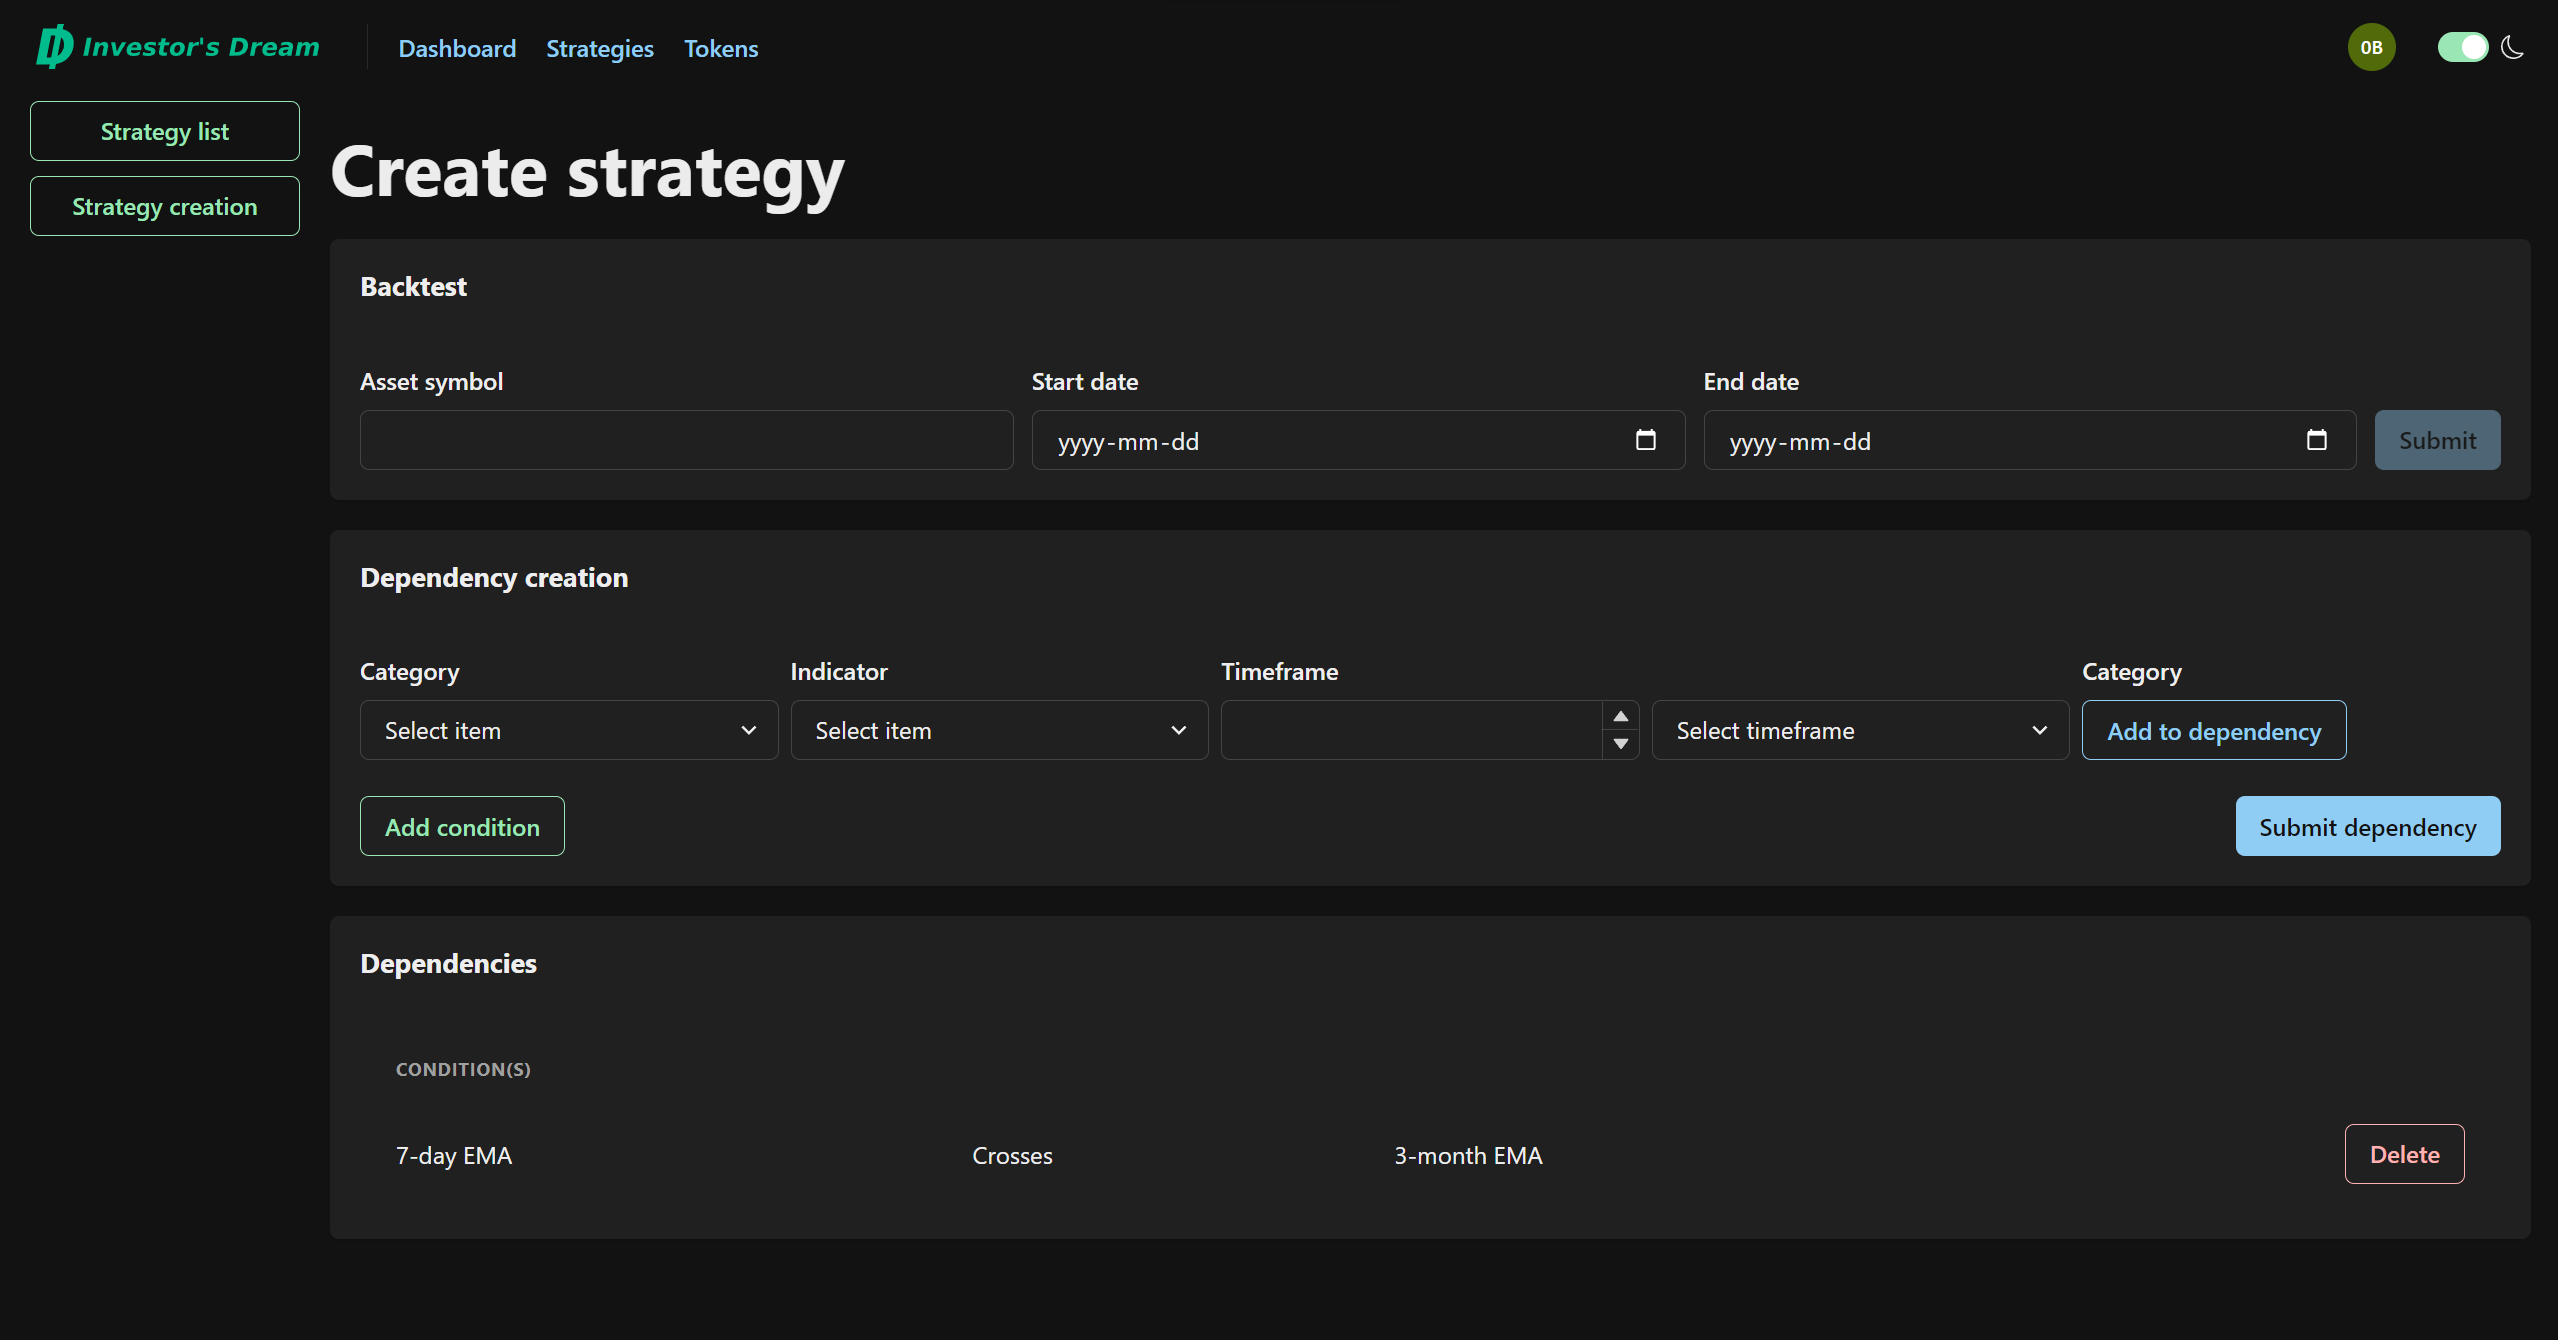 Investor's Dream
Dashboard Strategies Tokens
0B
Strategy list
Strategy creation
Create strategy
Backtest
Asset symbol
Start date
End date
yyyy-mm-dd
yyyy-mm-dd
Submit
Dependency creation
Category
Indicator
Timeframe
Category
Select item
Select item
Select timeframe
Add to dependency
Add condition
Submit dependency
Dependencies
CONDITION(S)
7-day EMA
Crosses
3-month EMA
Delete